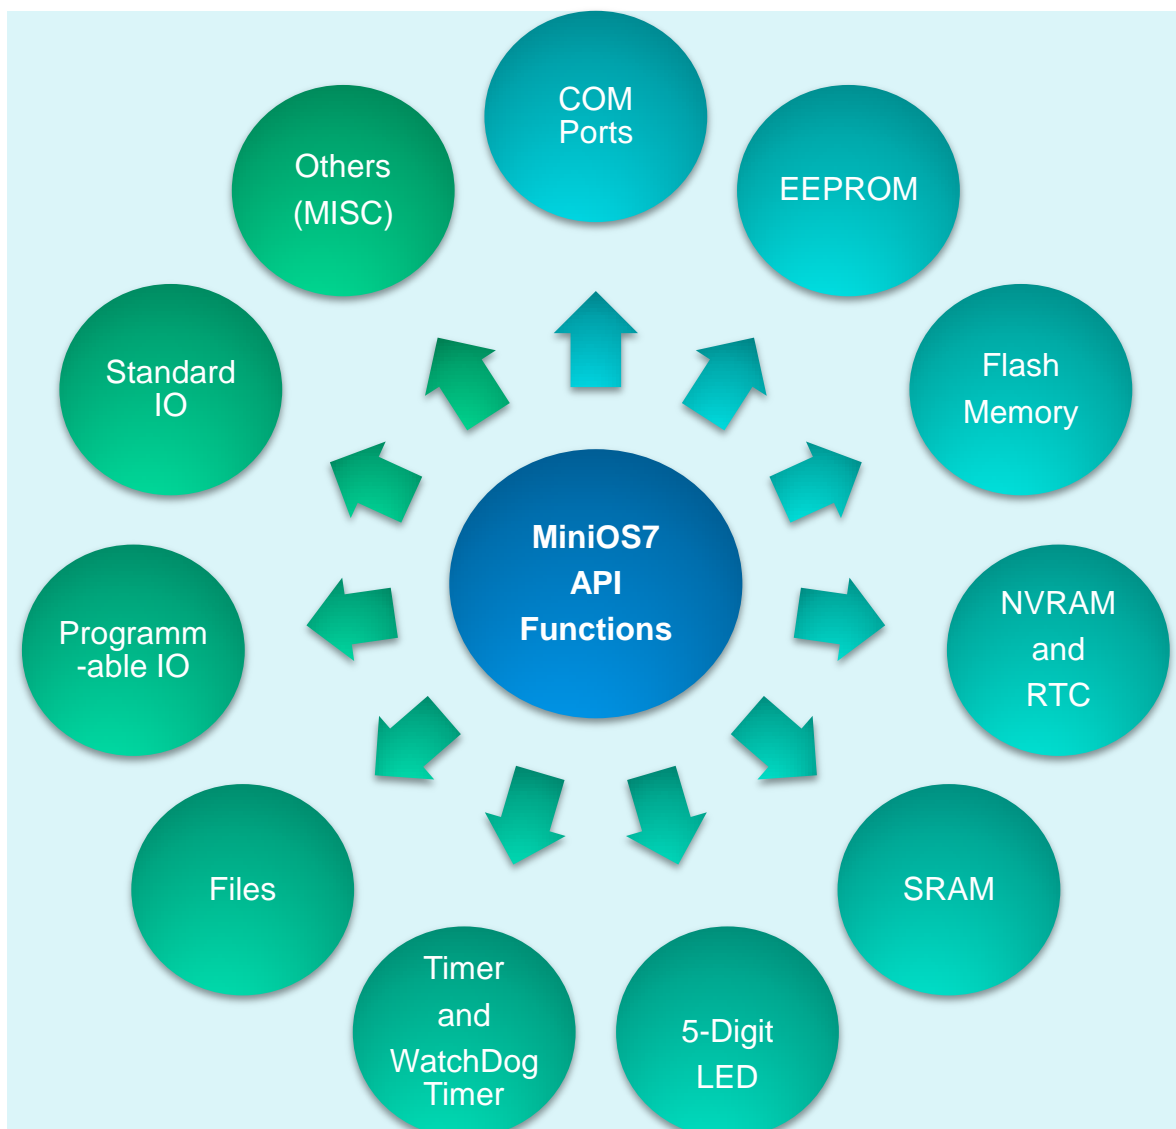 COM
Ports
EEPROM
Flash
Memory
NVRAM
and
RTC
SRAM
5-Digit
LED
Timer
and
WatchDog
Timer
Files
Programm
-able IO
Standard
IO
Others
(MISC)
MiniOS7
API
Functions